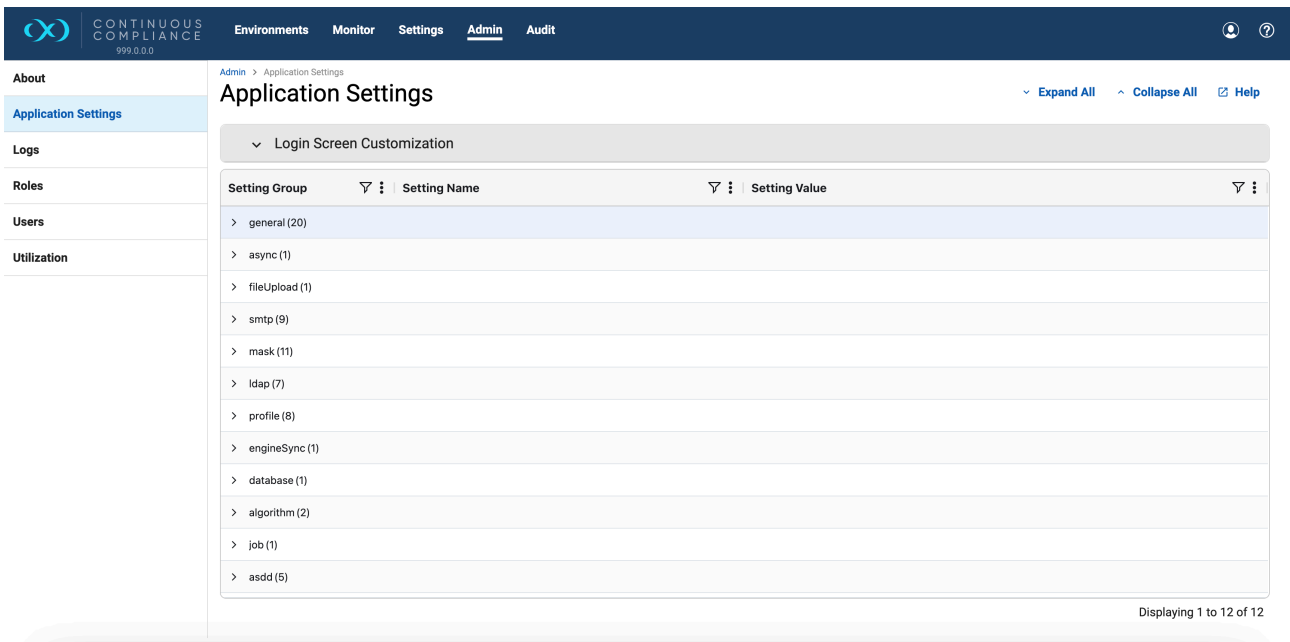 CONTINUOUS
COMPLIANCE
999.0.0.0
Environments Monitor Settings Admin Audit
About
Application Settings
Logs
Roles
Users
Utilization
Admin > Application Settings
Application Settings
Expand All Collapse All Help
Login Screen Customization
Setting Group Setting Name Setting Value
general (20)
async (1)
fileUpload (1)
smtp (9)
mask (11)
ldap (7)
profile (8)
engineSync (1)
database (1)
algorithm (2)
job (1)
asdd (5)
Displaying 1 to 12 of 12